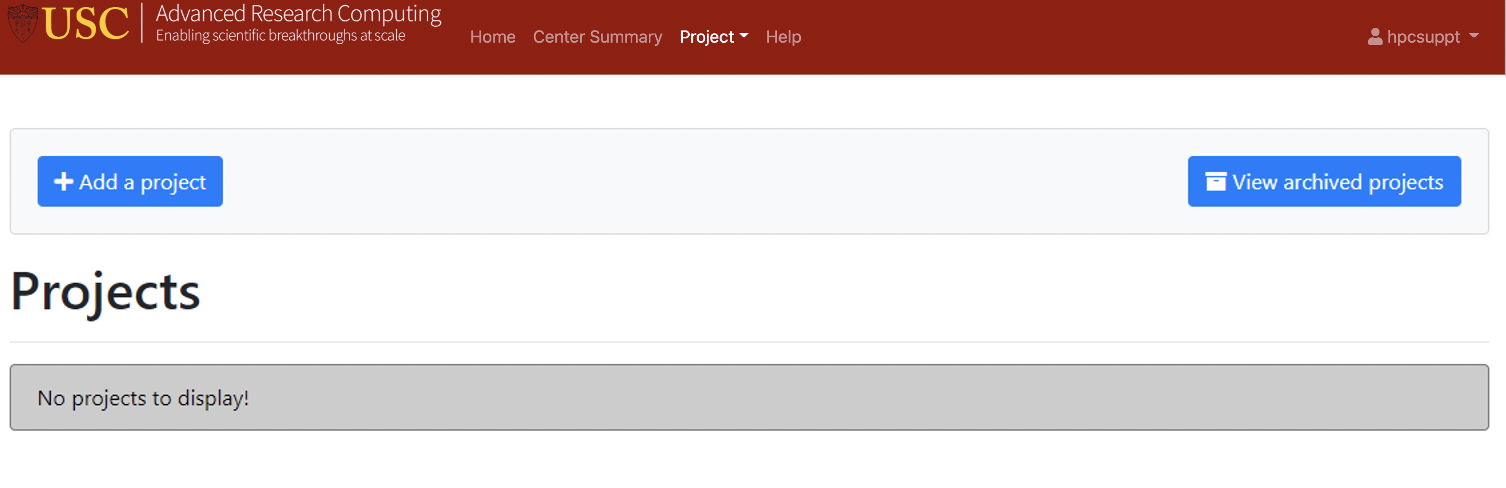 USC Advanced Research Computing
Enabling scientific breakthroughs at scale
Home Center Summary Project Help hpcsuppt
Add a project View archived projects
Projects
No projects to display!